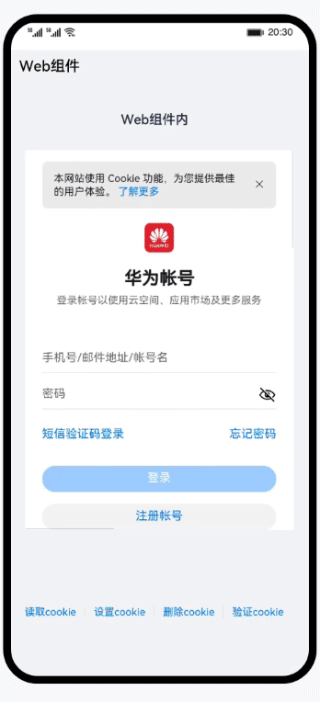 20:30
Web组件
Web组件内
本网站使用 Cookie 功能，为您提供最佳
的用户体验。 了解更多
HUAWEI
华为帐号
登录帐号以使用云空间、应用市场及更多服务
手机号/邮件地址/帐号名
密码
短信验证码登录 忘记密码
登录
注册帐号
读取cookie 设置cookie 删除cookie 验证cookie